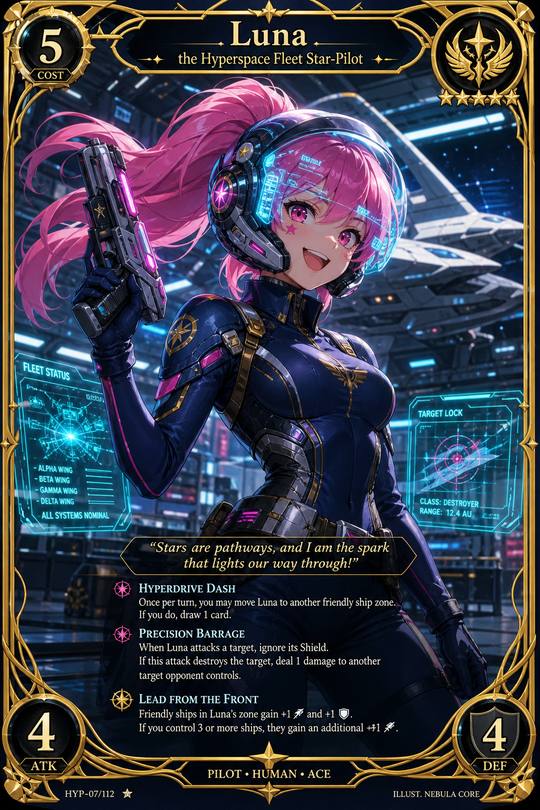 5
COST
Luna
the Hyperspace Fleet Star-Pilot
FLEET STATUS
- ALPHA WING
- BETA WING
- GAMMA WING
- DELTA WING
ALL SYSTEMS NOMINAL
TARGET LOCK
CLASS: DESTROYER
RANGE: 12.4 AU
“Stars are pathways, and I am the spark
that lights our way through!”
HYPERDRIVE DASH
Once per turn, you may move Luna to another friendly ship zone.
If you do, draw 1 card.
PRECISION BARRAGE
When Luna attacks a target, ignore its Shield.
If this attack destroys the target, deal 1 damage to another
target opponent controls.
LEAD FROM THE FRONT
Friendly ships in Luna's zone gain +1 and +1 .
If you control 3 or more ships, they gain an additional +1 .
4
ATK
4
DEF
PILOT • HUMAN • ACE
HYP-07/112
ILLUST. NEBULA CORE